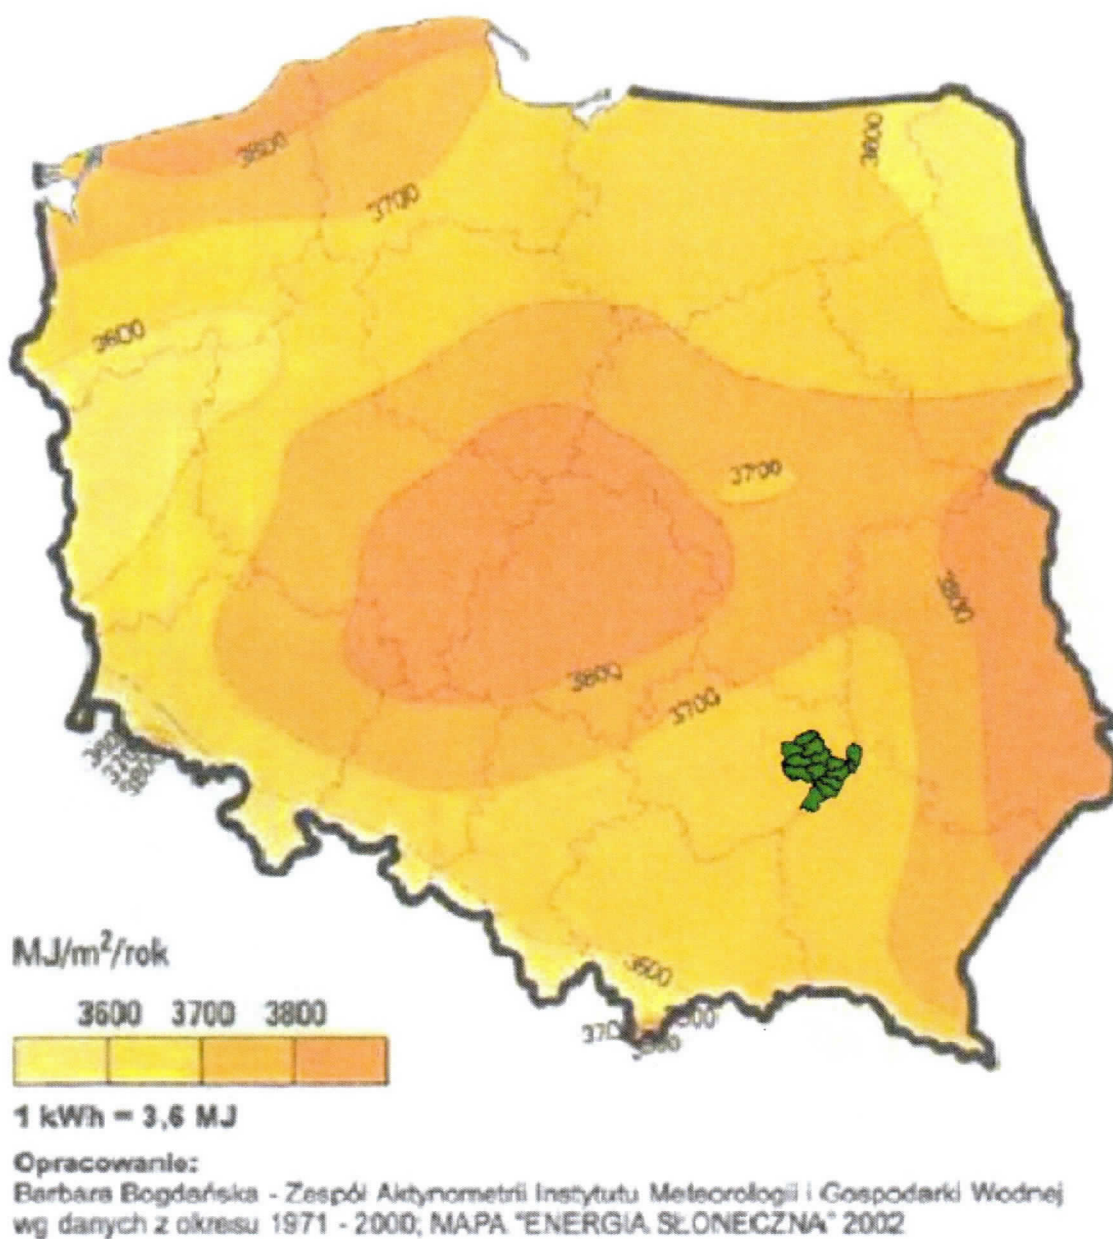 3800
3700
3600
3600
3700
3800
3800
3700
3600
MJ/m²/rok
3600 3700 3800
1 kWh = 3,6 MJ
Opracowanie:
Barbara Bogdańska - Zespół Aktynometrii Instytutu Meteorologii i Gospodarki Wodnej
wg danych z okresu 1971 - 2000; MAPA "ENERGIA SŁONECZNA" 2002